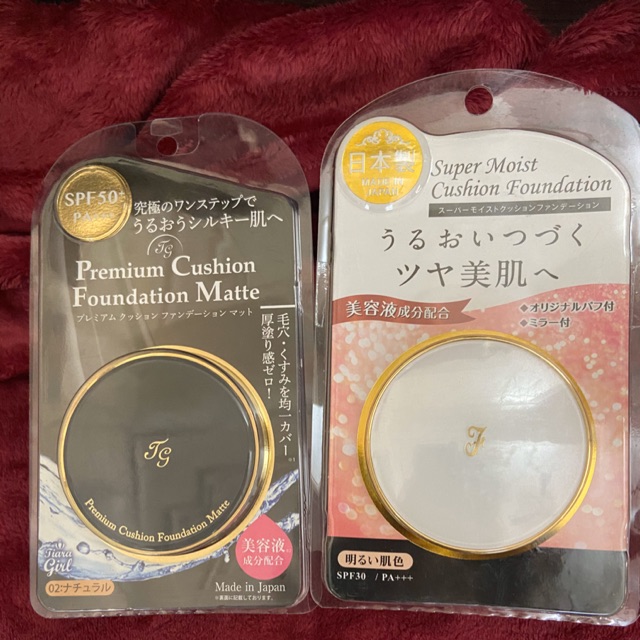 SPF50+
究極のワンステップで
うるおうシルキー肌へ
TG
Premium Cushion
Foundation Matte
プレミアム クッション ファンデーション マット
毛穴・くすみを均一カバー。
厚塗り感ゼロ!
TG
Premium Cushion Foundation Matte
Tiara
Girl
美容液
成分配合
02:ナチュラル
Made in Japan
日本製
Super Moist
Cushion Foundation
スーパーモイストクッションファンデーション
うるおいつづく
ツヤ美肌へ
美容液成分配合
オリジナルパフ付
ミラー付
明るい肌色
SPF30 / PA+++